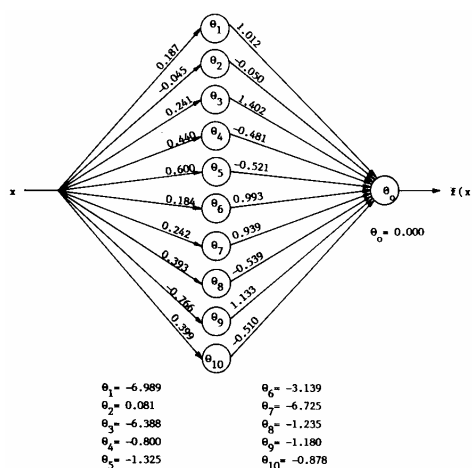 θ1
θ2
θ3
θ4
θ5
θ6
θ7
θ8
θ9
θ10
0.187
-0.045
0.241
0.440
0.600
0.184
0.242
0.393
-0.766
0.399
1.012
-0.050
1.402
-0.481
-0.521
0.993
0.939
-0.539
1.133
-0.510
x
θo
f(x
θo= 0.000
θ1= -6.989
θ2= 0.081
θ3= -6.388
θ4= -0.800
θ5= -1.325
θ6= -3.139
θ7= -6.725
θ8= -1.235
θ9= -1.180
θ10= -0.878